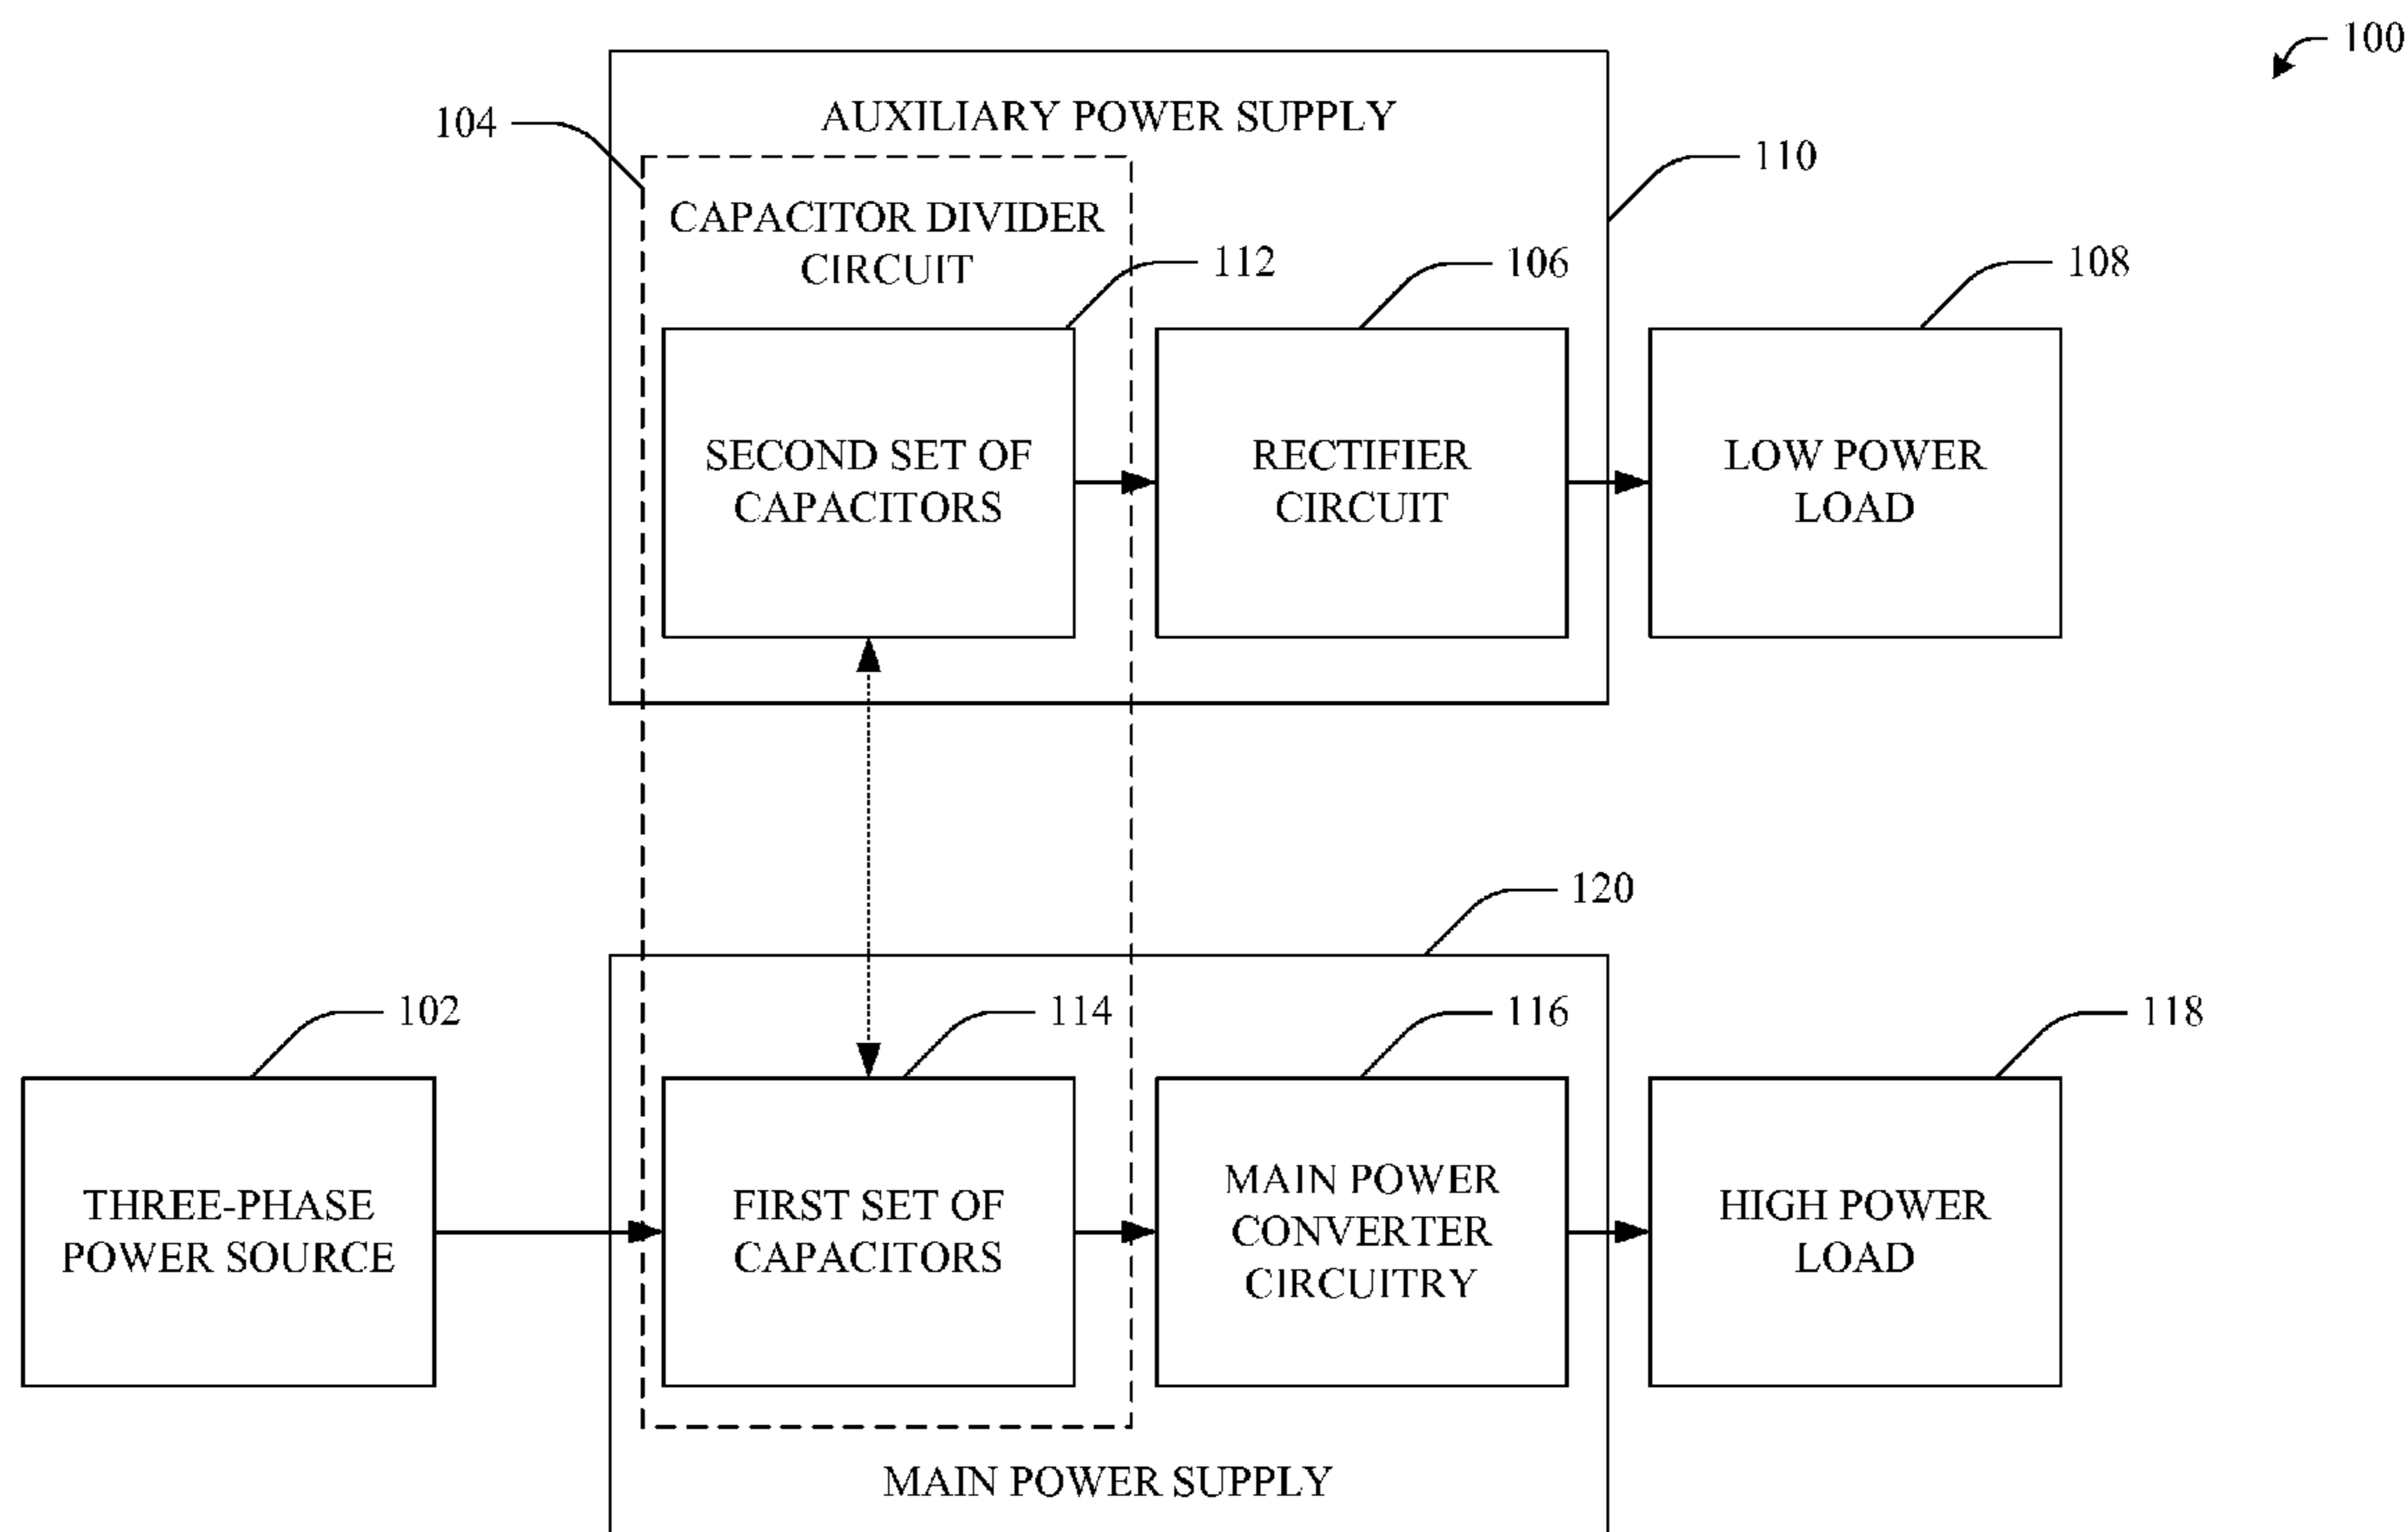 100
AUXILIARY POWER SUPPLY
104
110
CAPACITOR DIVIDER
CIRCUIT
112
106
108
SECOND SET OF
CAPACITORS
RECTIFIER
CIRCUIT
LOW POWER
LOAD
120
102
114
116
118
THREE-PHASE
POWER SOURCE
FIRST SET OF
CAPACITORS
MAIN POWER
CONVERTER
CIRCUITRY
HIGH POWER
LOAD
MAIN POWER SUPPLY